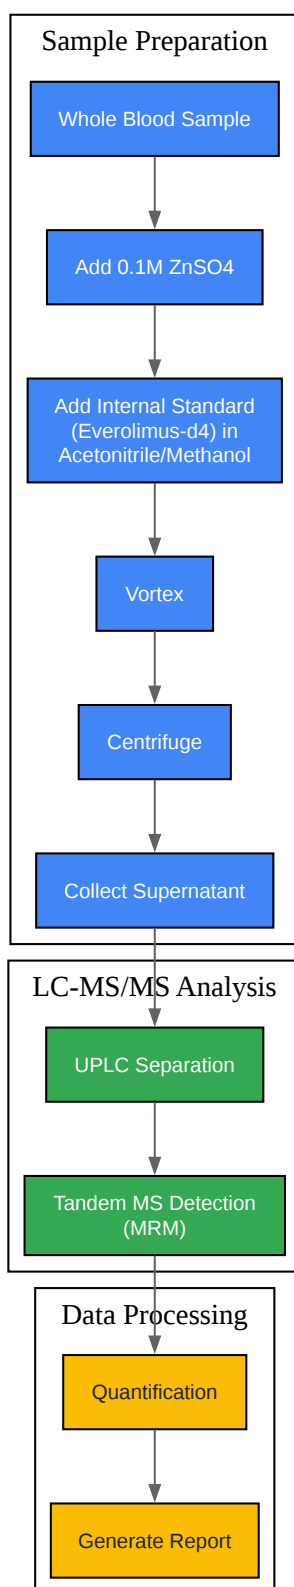 Sample Preparation
Whole Blood Sample
Add 0.1M ZnSO4
Add Internal Standard
(Everolimus-d4) in
Acetonitrile/Methanol
Vortex
Centrifuge
Collect Supernatant
LC-MS/MS Analysis
UPLC Separation
Tandem MS Detection
(MRM)
Data Processing
Quantification
Generate Report